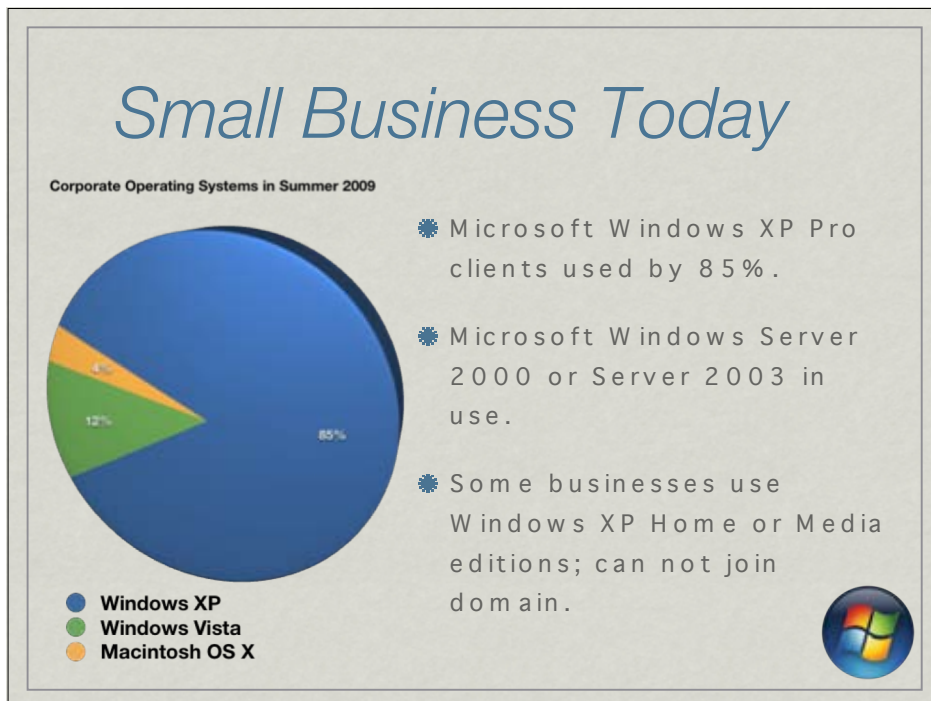 Small Business Today
Corporate Operating Systems in Summer 2009
4%
12%
85%
Windows XP
Windows Vista
Macintosh OS X
Microsoft Windows XP Pro
clients used by 85%.
Microsoft Windows Server
2000 or Server 2003 in
use.
Some businesses use
Windows XP Home or Media
editions; can not join
domain.